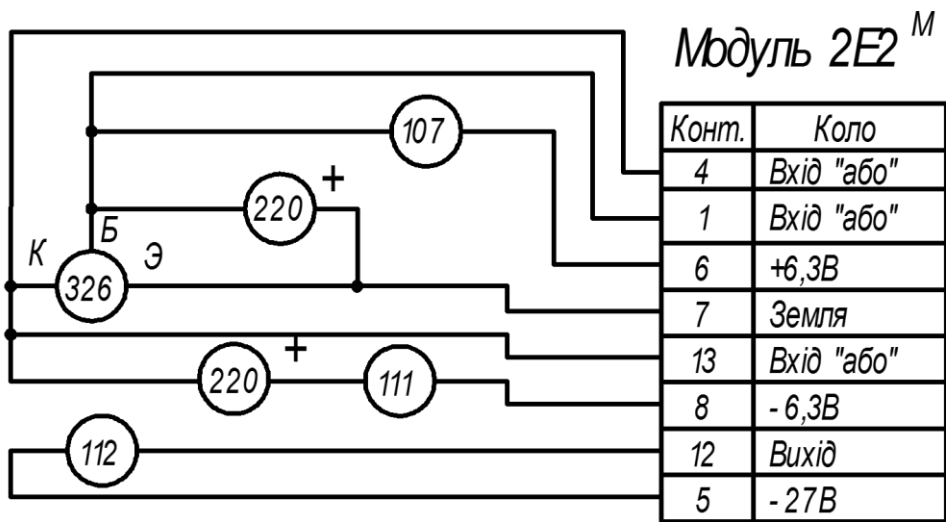 Модуль 2Е2 М
107
+
220
Б
К
Э
326
+
220
111
112
Конт. Коло
4 Вхід "або"
1 Вхід "або"
6 +6,3В
7 Земля
13 Вхід "або"
8 - 6,3В
12 Вихід
5 - 27В